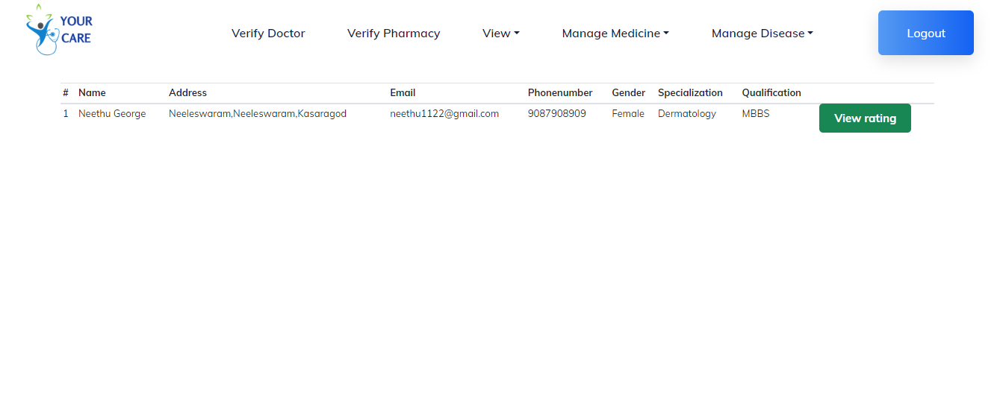 YOUR
CARE
Verify Doctor Verify Pharmacy View Manage Medicine Manage Disease Logout
# Name Address Email Phonenumber Gender Specialization Qualification
1 Neethu George Neeleswaram,Neeleswaram,Kasaragod neethu1122@gmail.com 9087908909 Female Dermatology MBBS View rating